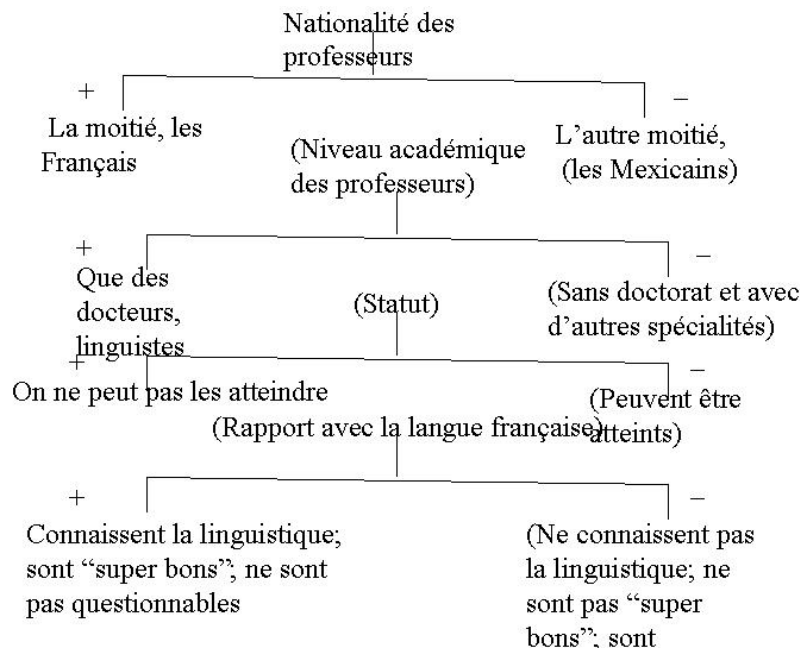 Nationalité des
professeurs
+
–
La moitié, les
Français
L’autre moitié,
(les Mexicains)
(Niveau académique
des professeurs)
+
–
Que des
docteurs,
linguistes
(Statut)
(Sans doctorat et avec
d’autres spécialités)
+
–
On ne peut pas les atteindre
(Peuvent être
atteints)
(Rapport avec la langue française)
+
–
Connaissent la linguistique;
sont “super bons”; ne sont
pas questionnables
(Ne connaissent pas
la linguistique; ne
sont pas “super
bons”; sont